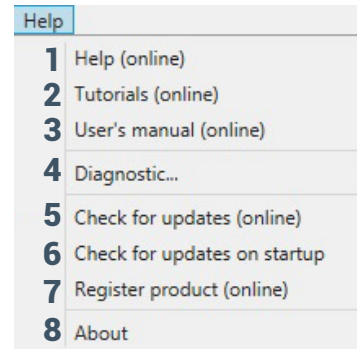 Help
1 Help (online)
2 Tutorials (online)
3 User's manual (online)
4 Diagnostic...
5 Check for updates (online)
6 Check for updates on startup
7 Register product (online)
8 About